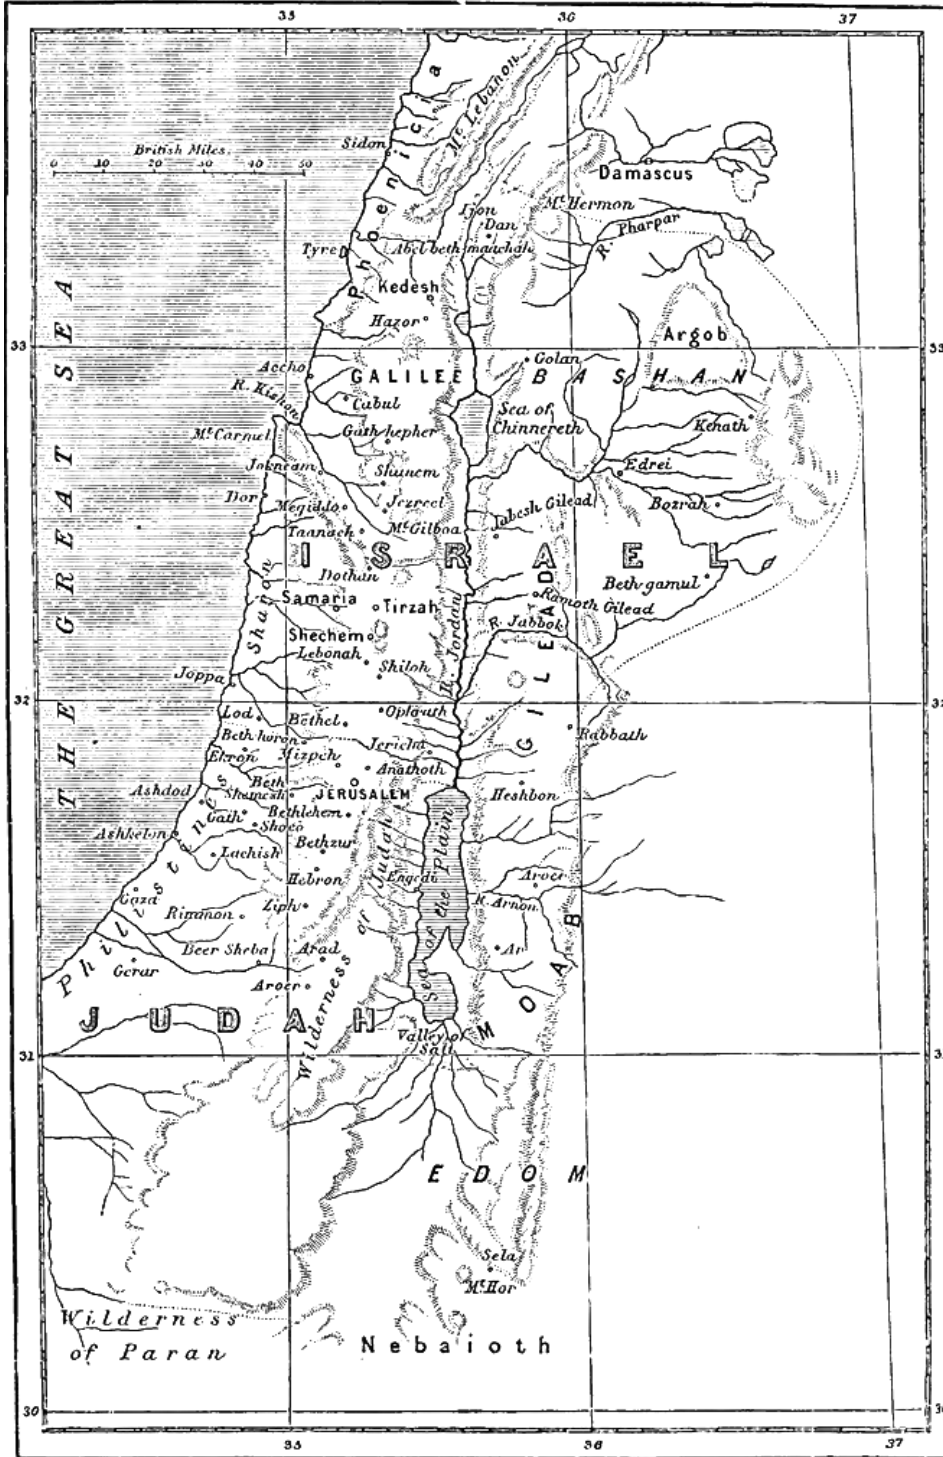 35 36 37
Phoenicia
Mt. Lebanon
Sidon
British Miles.
0 10 20 30 40 50
Damascus
Mt. Hermon
Ijon
Dan
R. Pharpar
Tyre
Abel-beth-maachah
Kedesh
Hazor
Argob
33 33
THE GREAT SEA
Golan
Accho
GALILEE
BASHAN
R. Kishon
Cabul
Sea of
Chinnereth
Kenath
Gath-hepher
Mt. Carmel
Jokneam
Shunem
Edrei
Dor
Megiddo
Jezreel
Jabesh Gilead
Bozrah
Taanach
Mt. Gilboa
ISRAEL
Dothan
Beth-gamul
Samaria
Tirzah
Ramoth Gilead
Sharon
R. Jordan
R. Jabbok
GILEAD
Shechem
Lebonah
Shiloh
Joppa
32 32
Lod
Bethel
Ophrath
Rabbath
Beth-horon
Ekron
Mizpeh
Jericho
Anathoth
Ashdod
Beth
Shemesh
JERUSALEM
Heshbon
Gath
Shoco
Bethlehem
Ashkelon
Philistines
Lachish
Bethzur
Hebron
Engedi
Sea of the Plain
Aroer
Gaza
Rimmon
Ziph
R. Arnon
Beer Sheba
Arad
Ar
Gerar
Aroer
Wilderness of Judah
MOAB
JUDAH
Valley of
Salt
31 31
EDOM
Sela
Mt. Hor
Wilderness
of Paran
Nebaioth
30 30
35 36 37